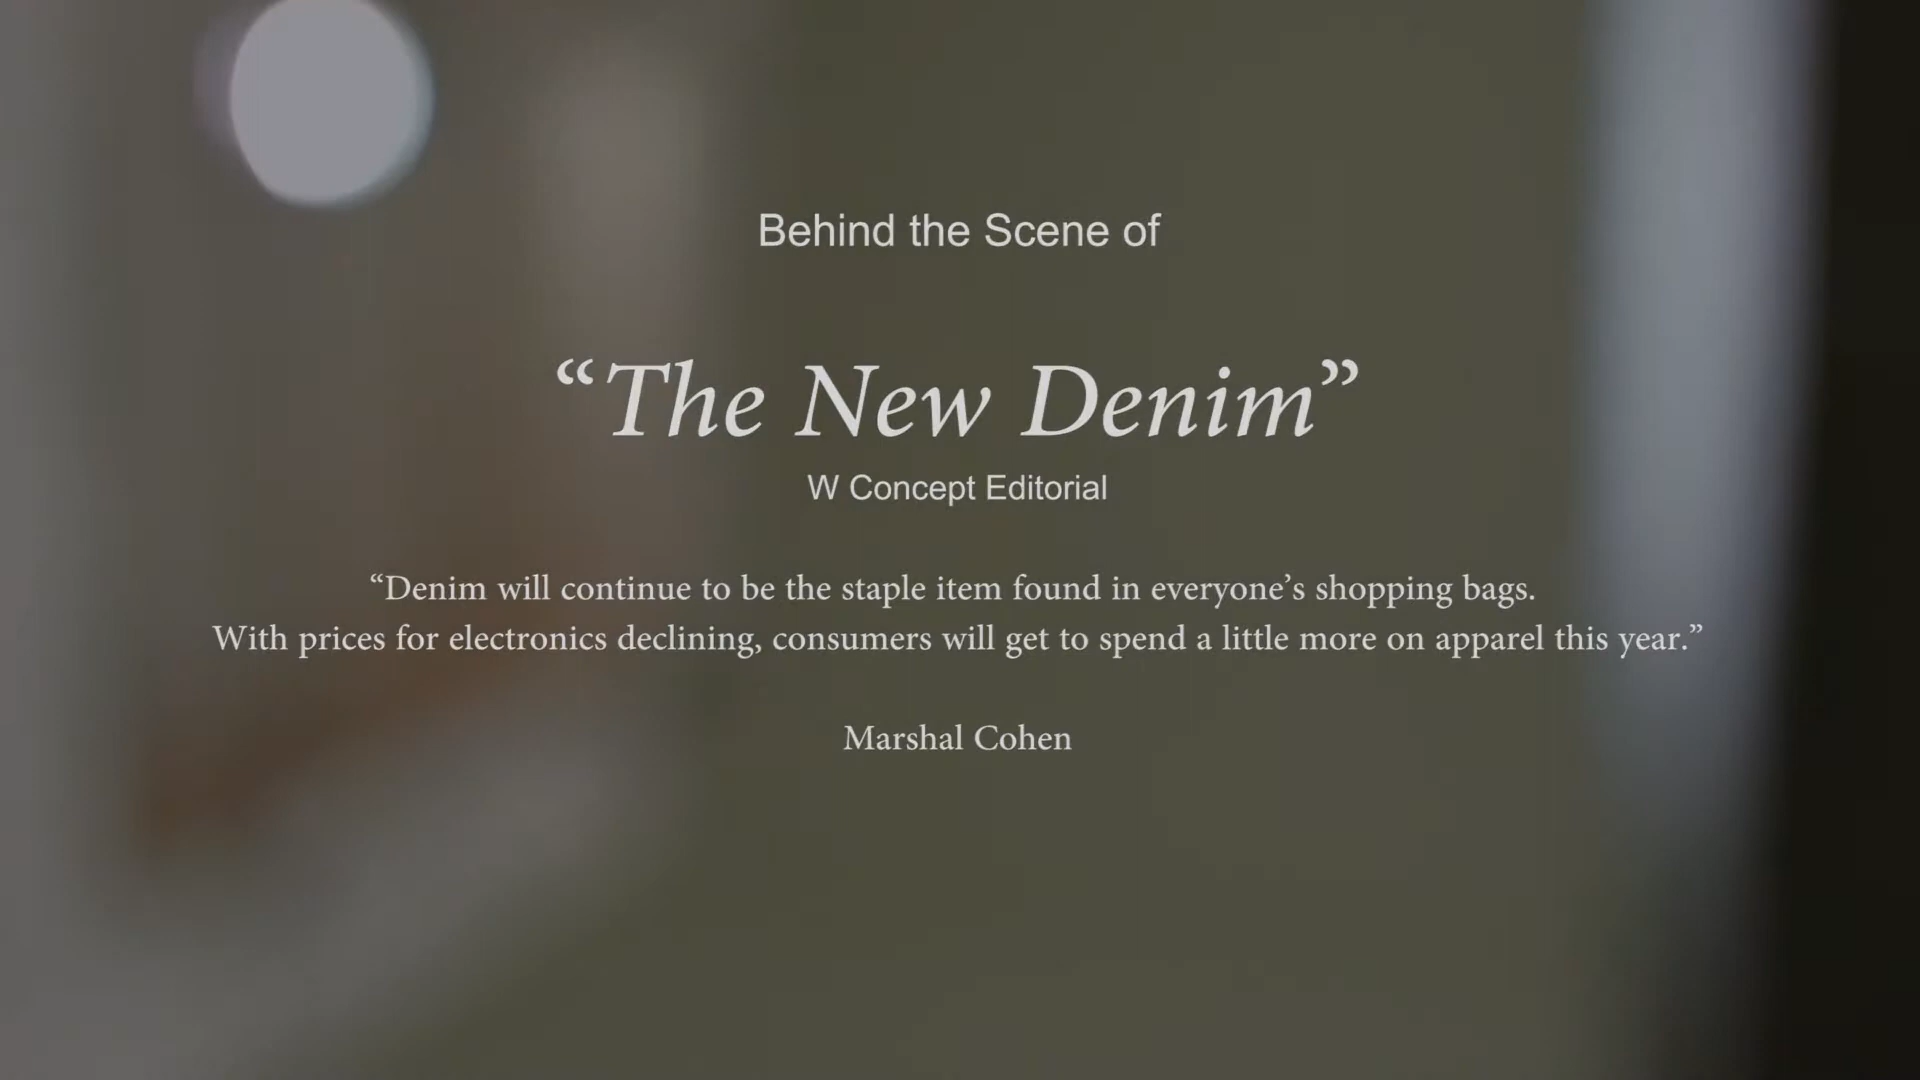 Behind the Scene of
“The New Denim”
W Concept Editorial
“Denim will continue to be the staple item found in everyone’s shopping bags.
With prices for electronics declining, consumers will get to spend a little more on apparel this year.”
Marshal Cohen